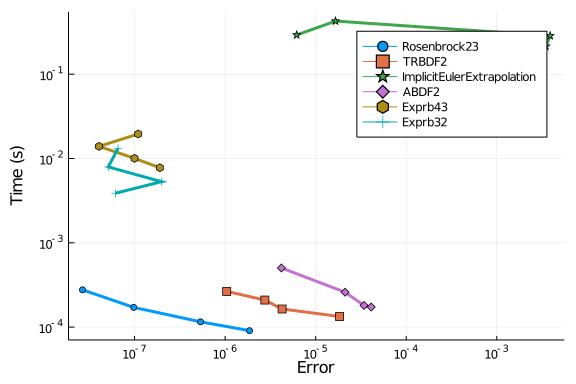 Rosenbrock23
TRBDF2
ImplicitEulerExtrapolation
ABDF2
Exprb43
Exprb32
10⁻¹
10⁻²
10⁻³
10⁻⁴
Time (s)
10⁻⁷ 10⁻⁶ 10⁻⁵ 10⁻⁴ 10⁻³
Error